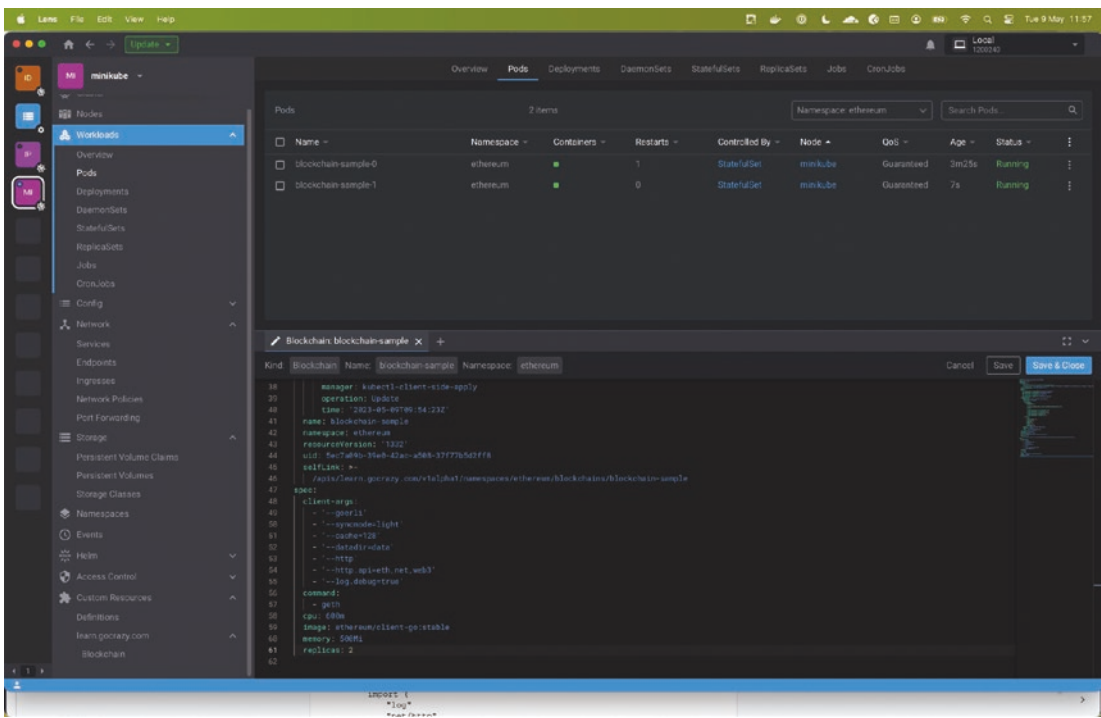 Lens File Edit View Help
Tue 9 May 11:57
Update
Local
1200240
ID
MI minikube
Overview Pods Deployments DaemonSets StatefulSets ReplicaSets Jobs CronJobs
Nodes
Workloads
Overview
Pods
Deployments
DaemonSets
StatefulSets
ReplicaSets
Jobs
CronJobs
Config
Network
Services
Endpoints
Ingresses
Network Policies
Port Forwarding
Storage
Persistent Volume Claims
Persistent Volumes
Storage Classes
Namespaces
Events
Helm
Access Control
Custom Resources
Definitions
learn.gocrazy.com
Blockchain
IP
MI
1
Pods 2 items Namespace: ethereum Search Pods...
Name Namespace Containers Restarts Controlled By Node QoS Age Status
blockchain-sample-0 ethereum 1 StatefulSet minikube Guaranteed 3m25s Running
blockchain-sample-1 ethereum 0 StatefulSet minikube Guaranteed 7s Running
Blockchain: blockchain-sample
Kind: Blockchain Name: blockchain-sample Namespace: ethereum Cancel Save Save & Close
38 manager: kubectl-client-side-apply
39 operation: Update
40 time: '2023-05-09T09:54:23Z'
41 name: blockchain-sample
42 namespace: ethereum
43 resourceVersion: '1332'
44 uid:
45 selfLink: >-
46 /apis/learn.gocrazy.com/v1alpha1/namespaces/ethereum/blockchains/blockchain-sample
47 spec:
48 client-args:
49 - '--goerli'
50 - '--syncmode=light'
51 - '--cache=128'
52 - '--datadir=data'
53 - '--http'
54 - '--http.api=eth,net,web3'
55 - '--log.debug=true'
56 command:
57 - geth
58 cpu: 600m
59 image: ethereum/client-go:stable
60 memory: 500Mi
61 replicas: 2
62
import (
"log"
"net/http"